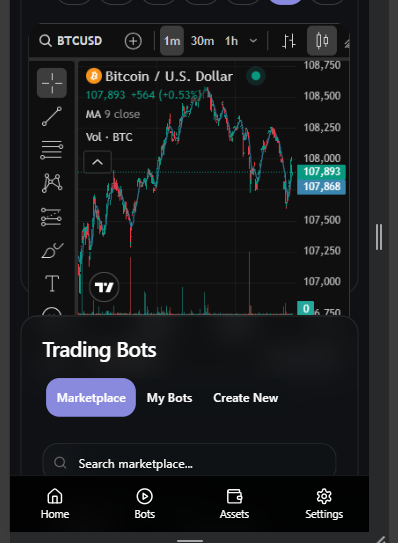 BTCUSD 1m 30m 1h
Bitcoin / U.S. Dollar
107,893 +564 (+0.53%)
MA 9 close
Vol · BTC
108,750
108,500
108,250
108,000
107,893
107,868
107,500
107,250
107,000
0
6,750
T
Trading Bots
Marketplace My Bots Create New
Search marketplace...
Home Bots Assets Settings